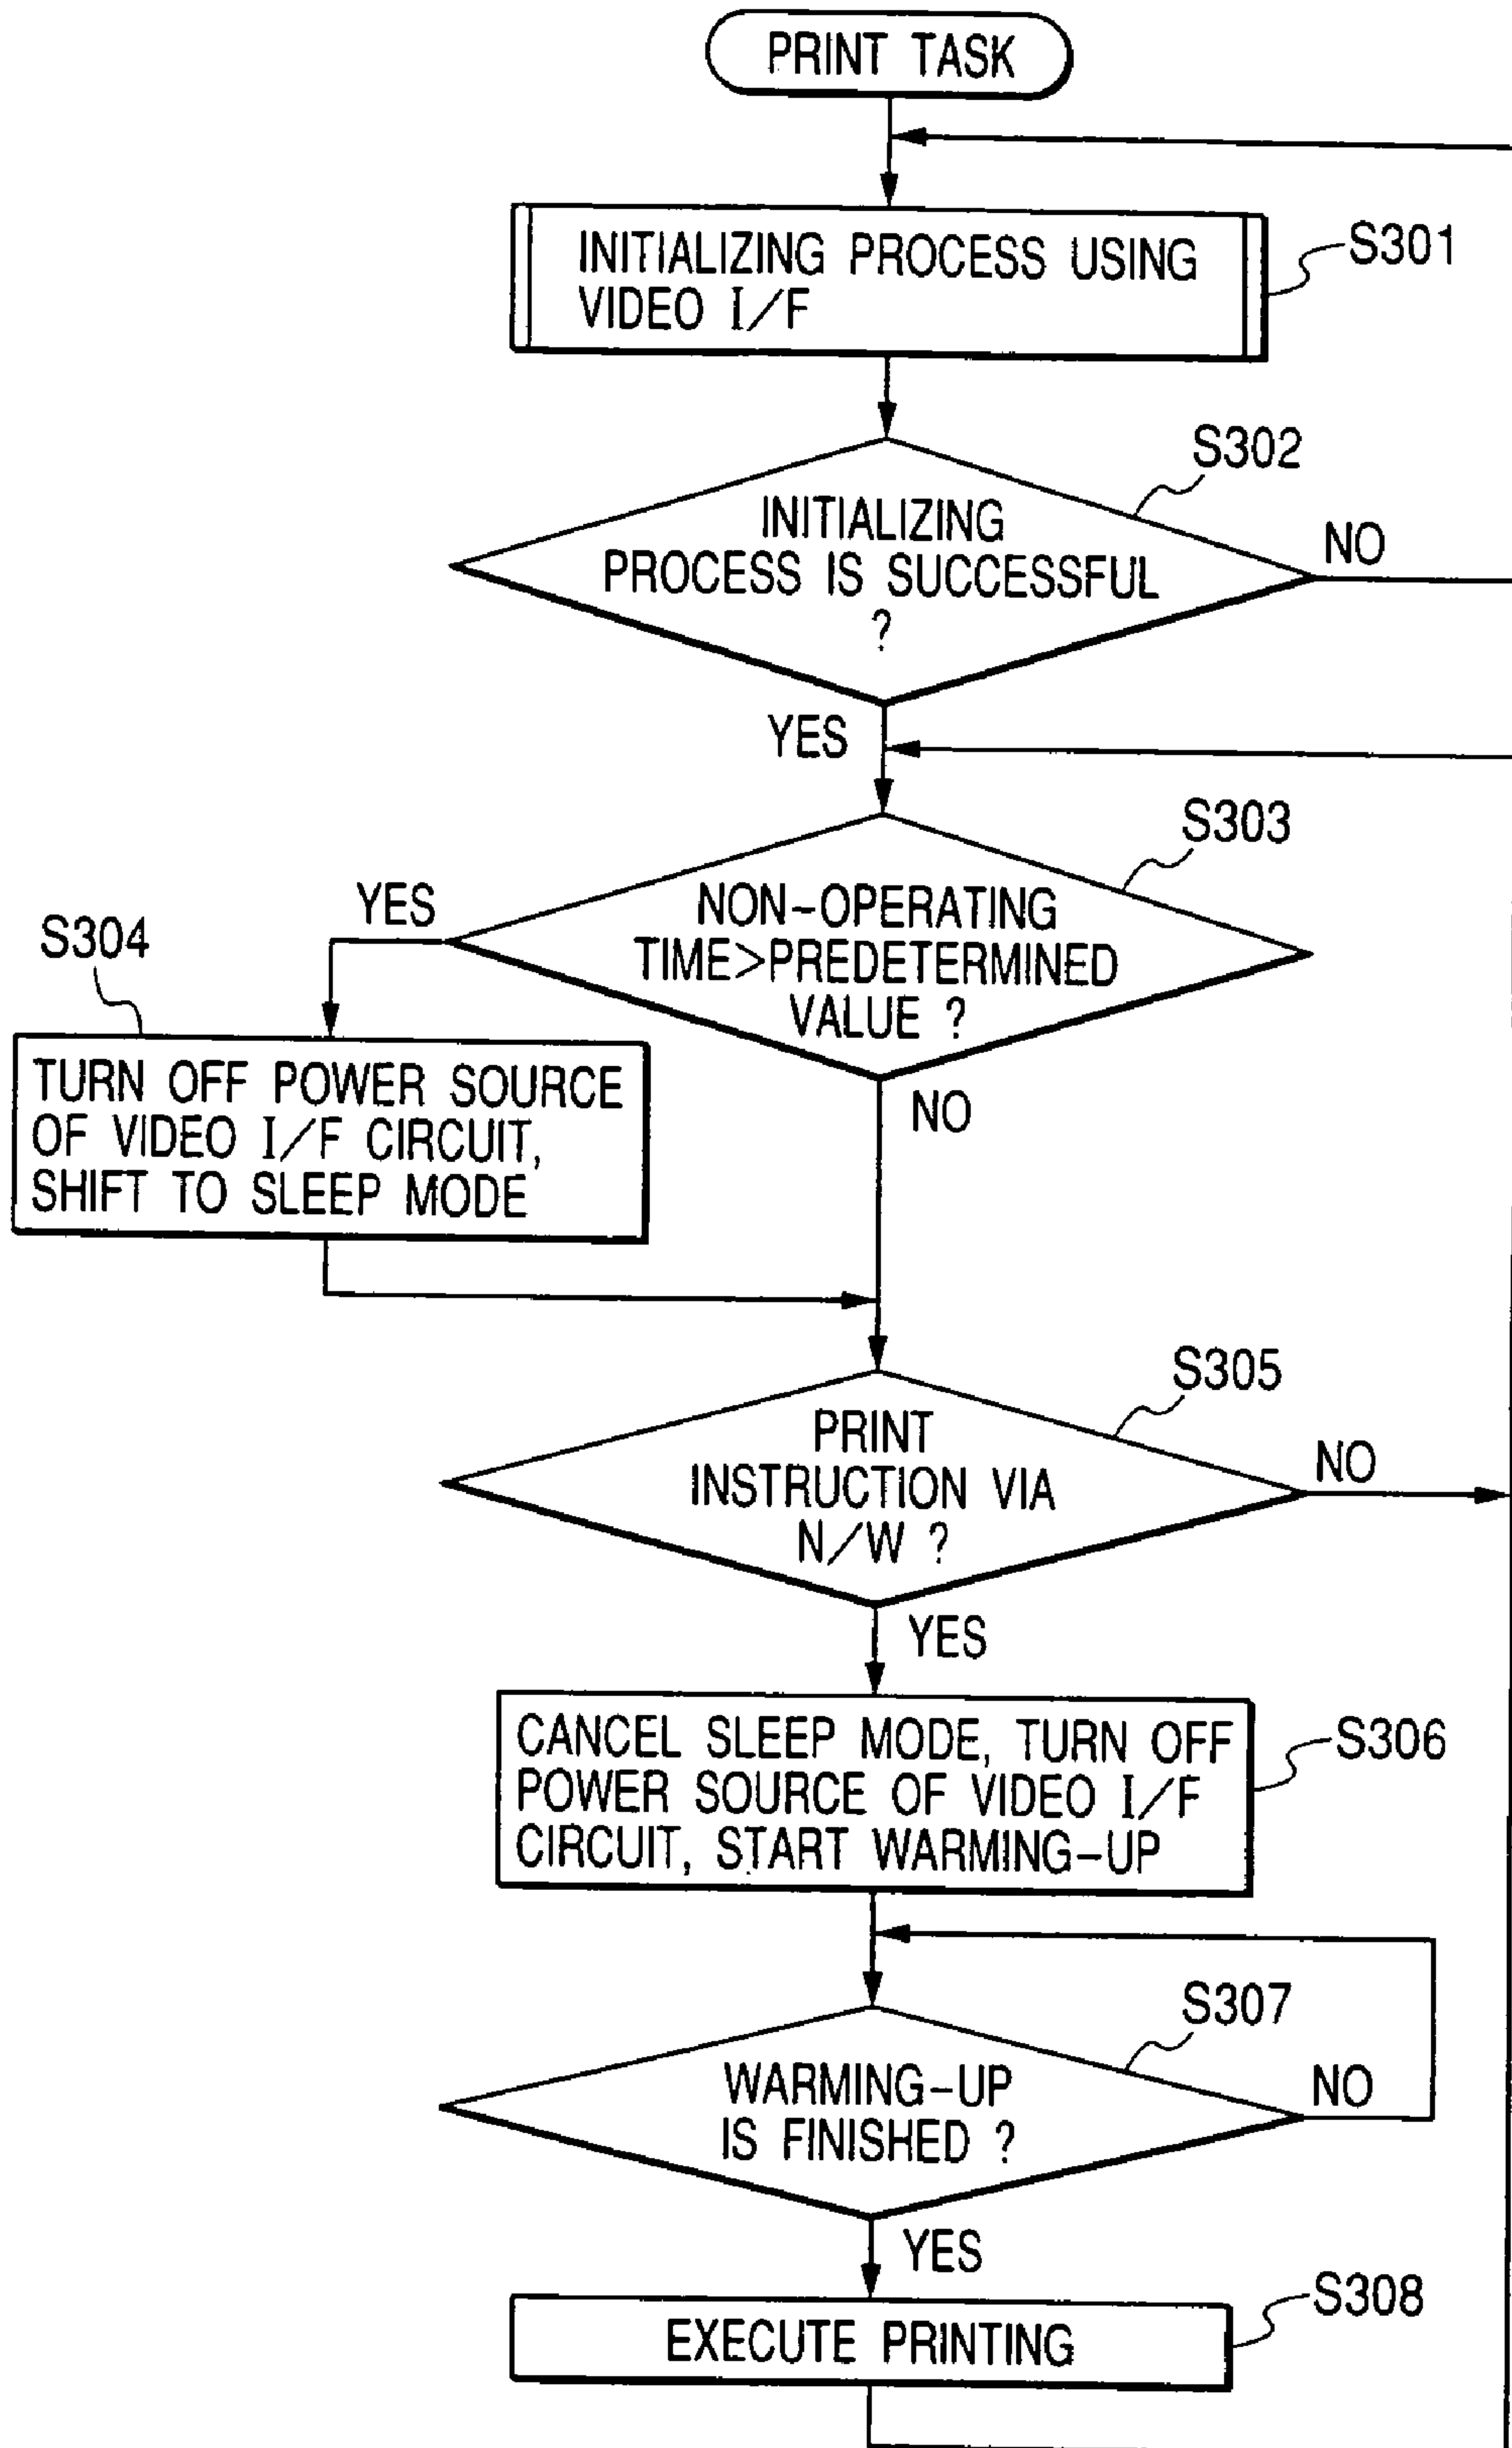 PRINT TASK
INITIALIZING PROCESS USING
VIDEO I/F
S301
S302
INITIALIZING
PROCESS IS SUCCESSFUL
?
NO
YES
S303
NON-OPERATING
TIME>PREDETERMINED
VALUE ?
YES
NO
S304
TURN OFF POWER SOURCE
OF VIDEO I/F CIRCUIT,
SHIFT TO SLEEP MODE
S305
PRINT
INSTRUCTION VIA
N/W ?
NO
YES
CANCEL SLEEP MODE, TURN OFF
POWER SOURCE OF VIDEO I/F
CIRCUIT, START WARMING-UP
S306
S307
WARMING-UP
IS FINISHED ?
NO
YES
EXECUTE PRINTING
S308